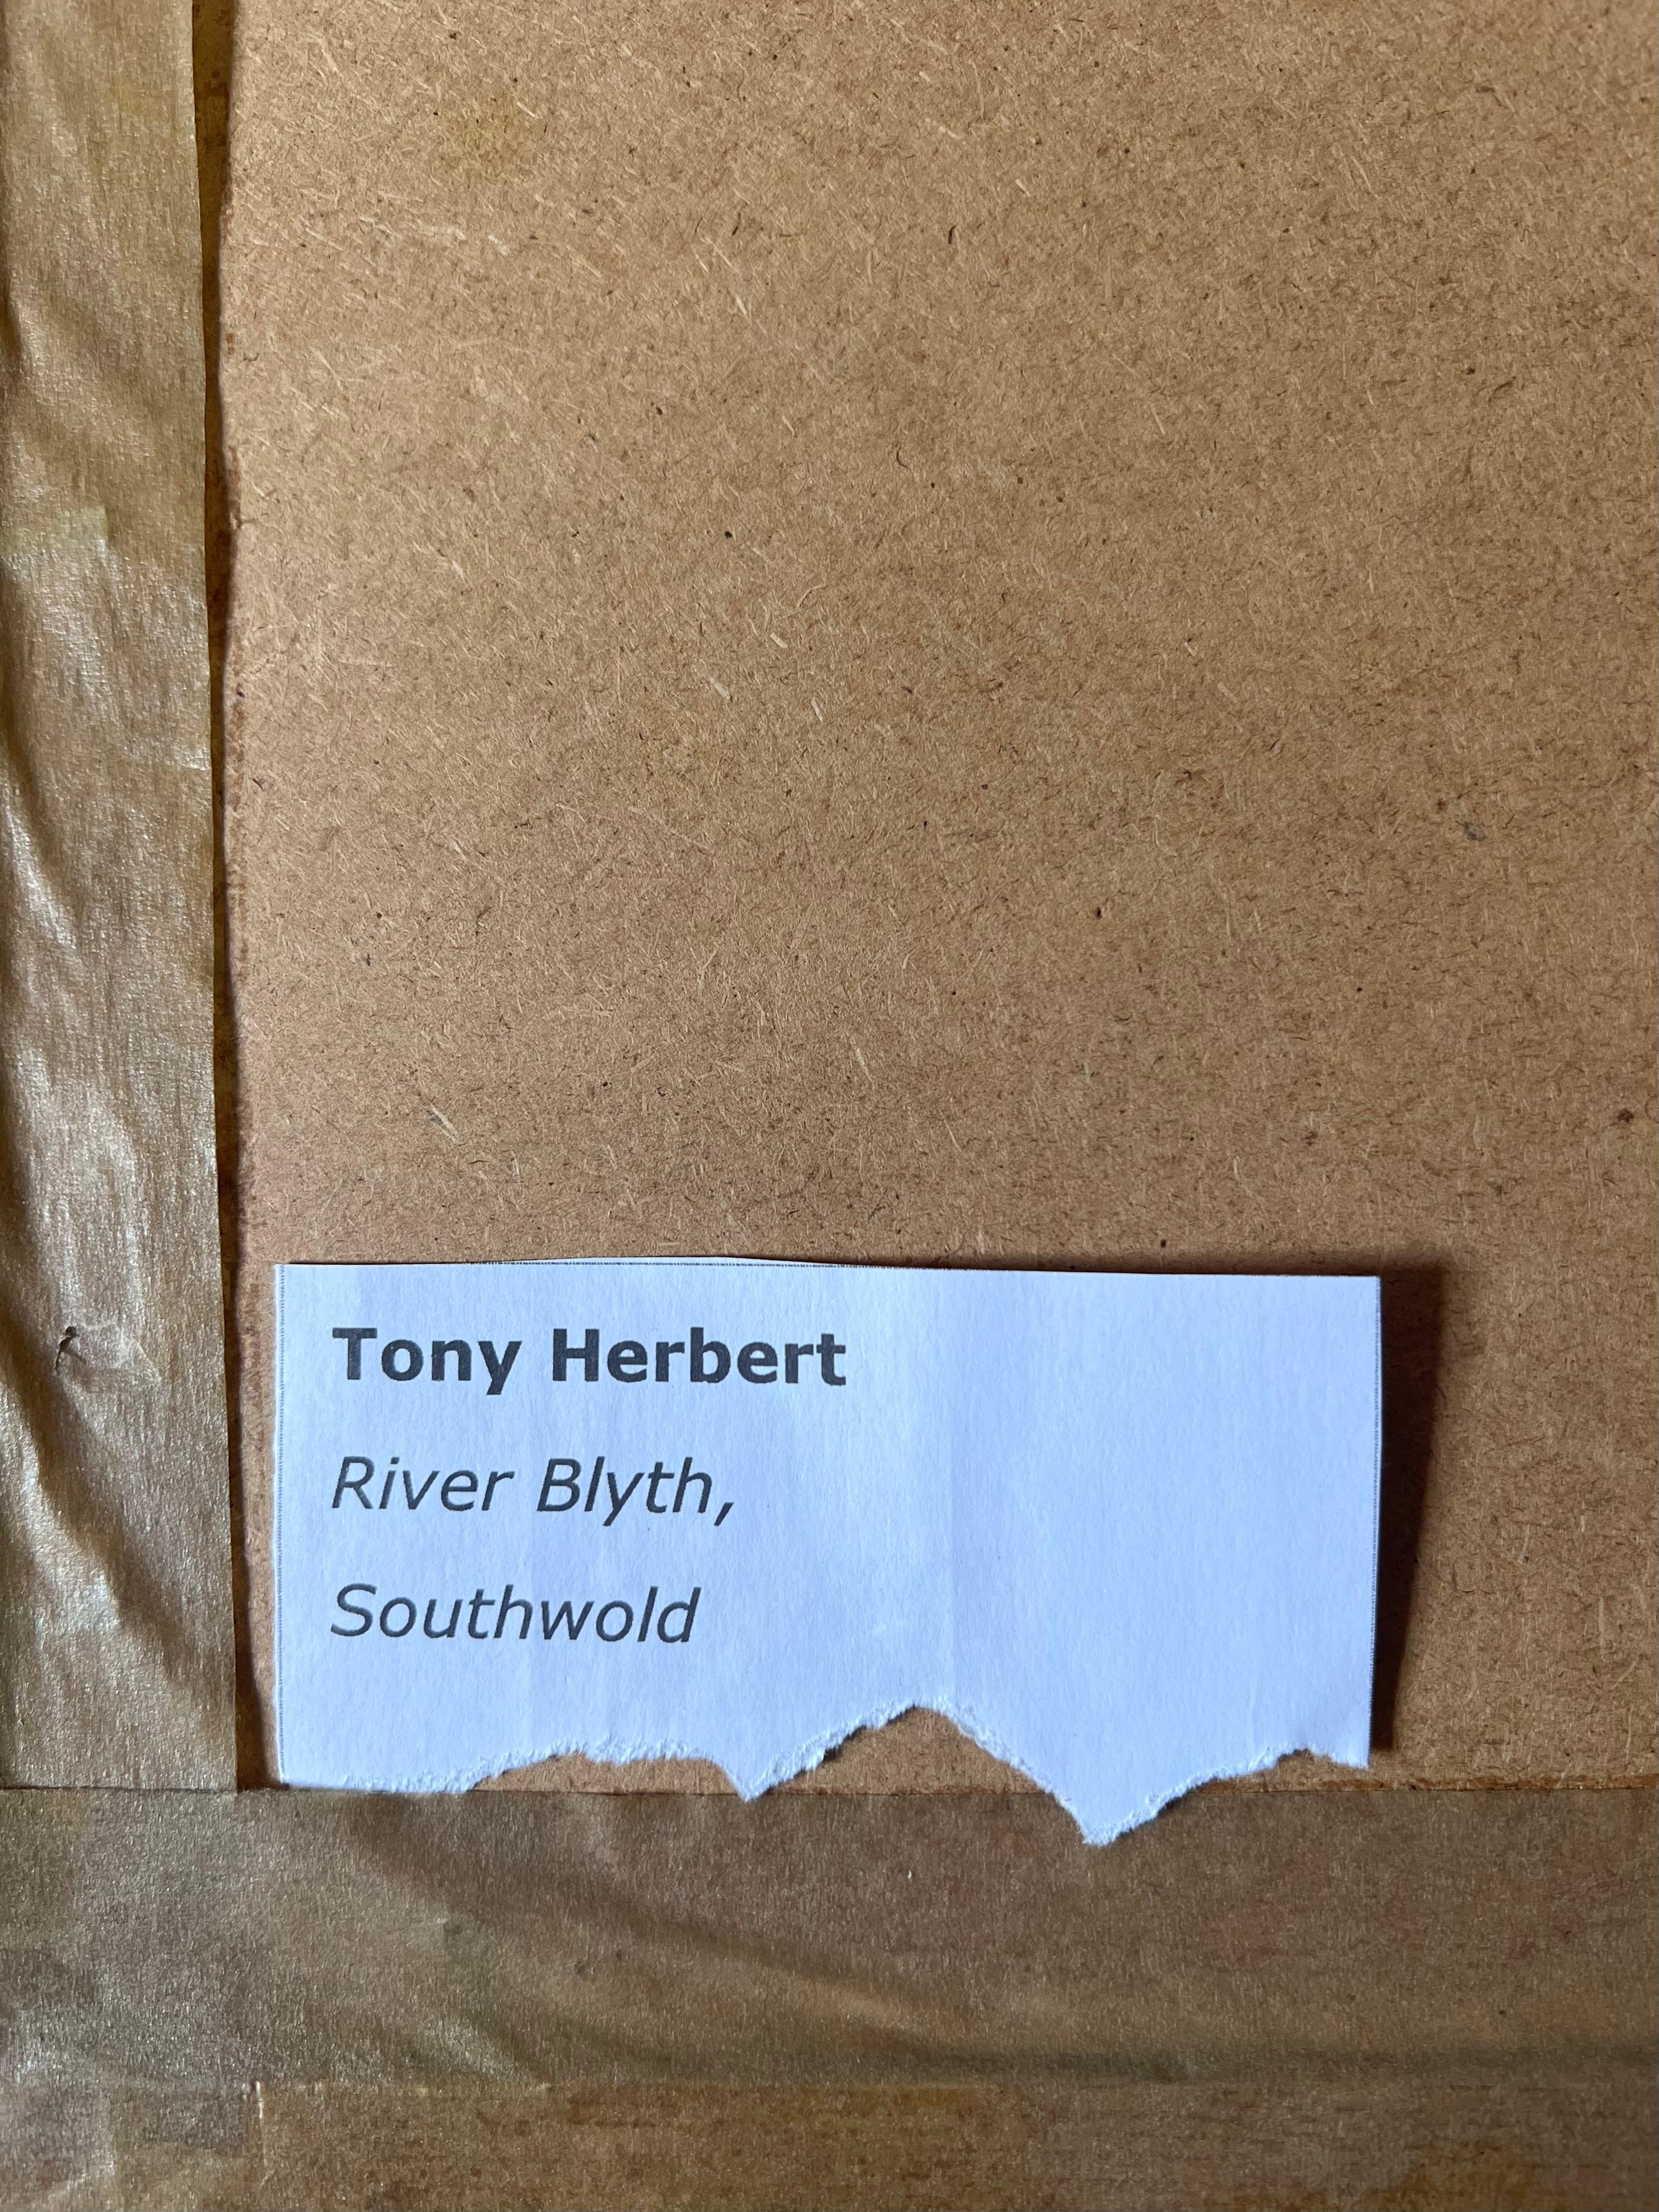 Tony Herbert
River Blyth,
Southwold